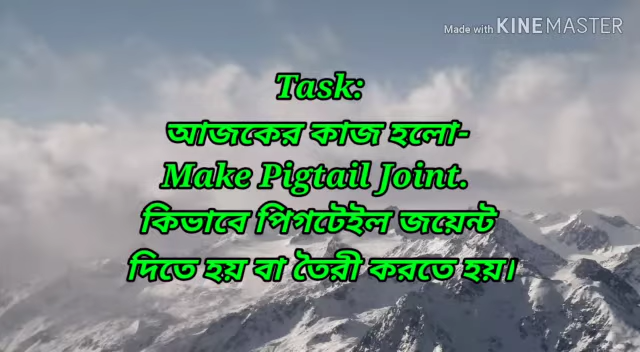 Made with KINEMASTER
Task:
আজকের কাজ হলো-
Make Pigtail Joint.
কিভাবে পিগটেইল জয়েন্ট
দিতে হয় বা তৈরী করতে হয়।